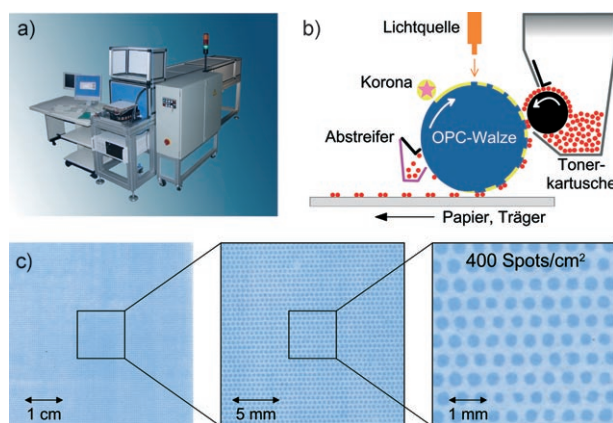 a)
b)
Lichtquelle
Korona
Abstreifer
OPC-Walze
Toner-
kartusche
Papier, Träger
c)
400 Spots/cm²
1 cm
5 mm
1 mm